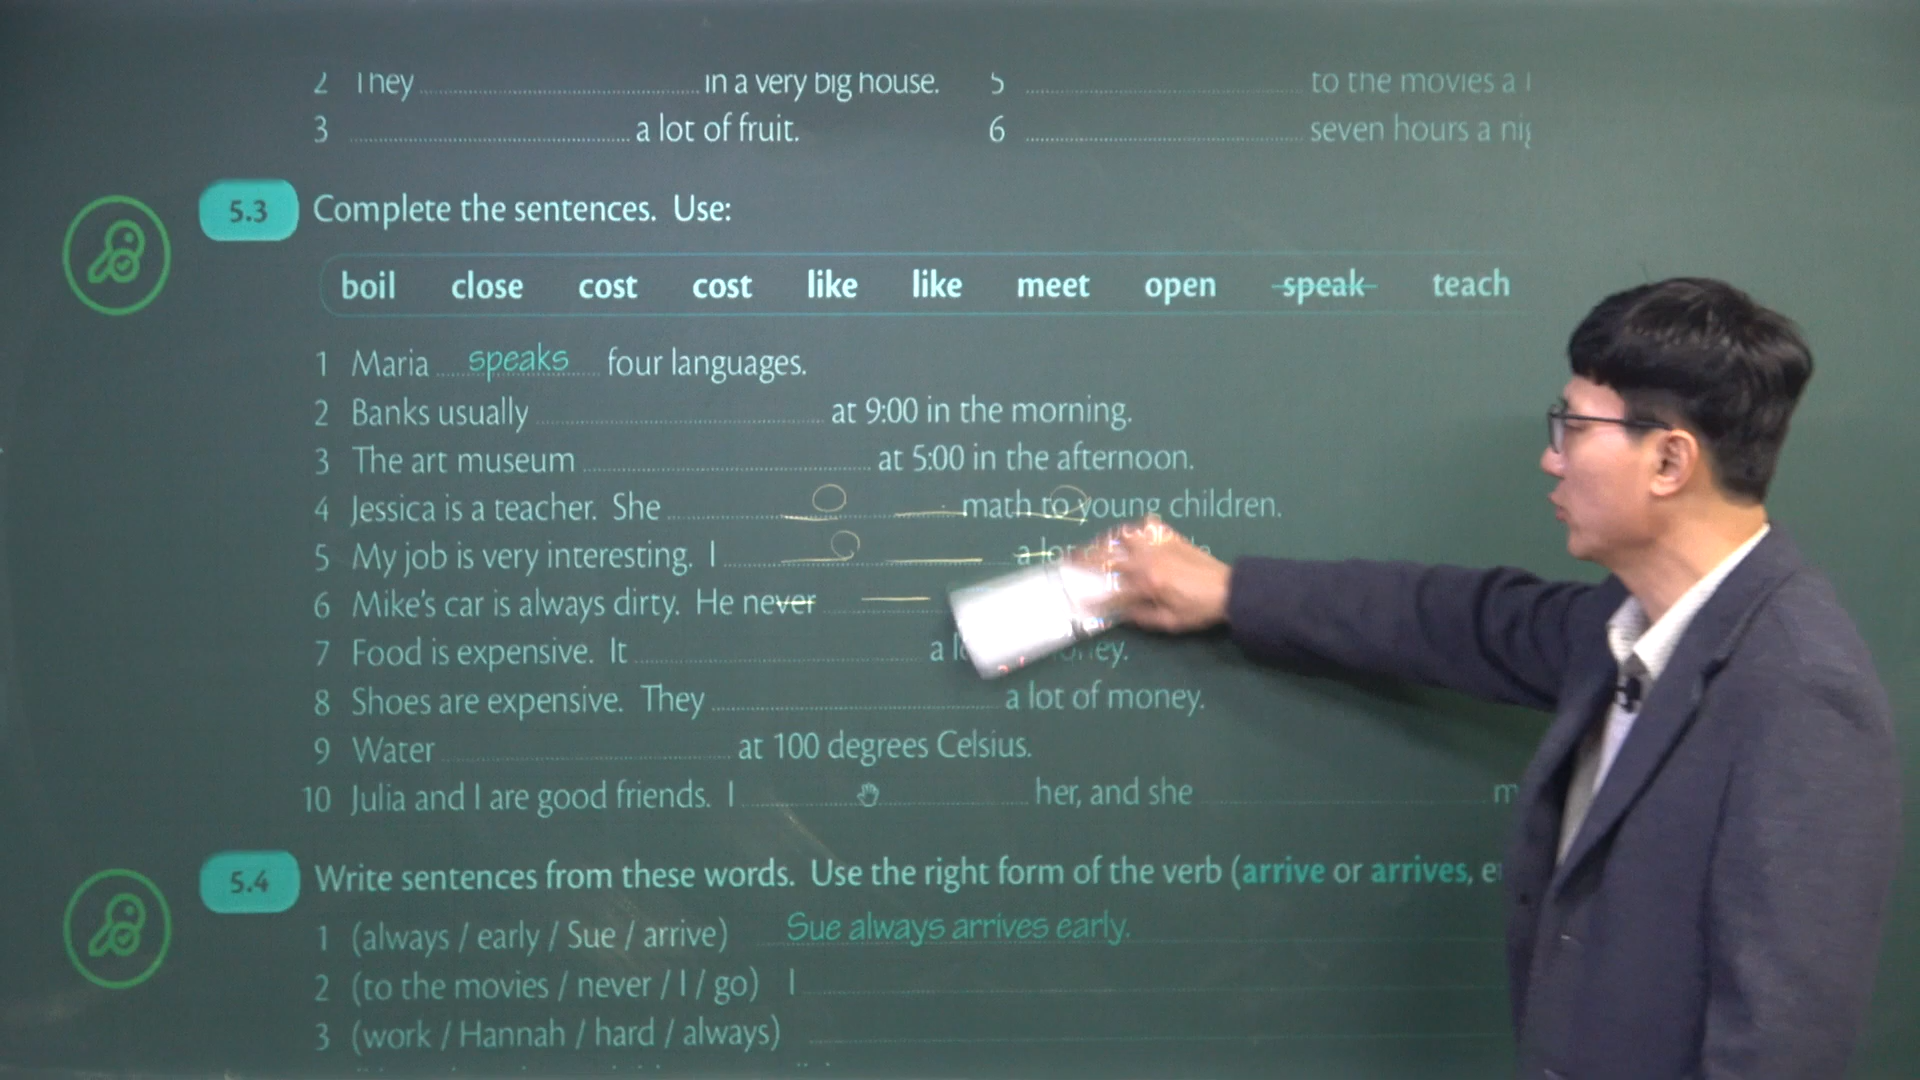 2 They ........ in a very big house. 5 ........ to the movies a
3 ........ a lot of fruit. 6 ........ seven hours a
5.3 Complete the sentences. Use:
boil close cost cost like like meet open speak teach
1 Maria speaks four languages.
2 Banks usually ........ at 9:00 in the morning.
3 The art museum ........ at 5:00 in the afternoon.
4 Jessica is a teacher. She ........ math to young children.
5 My job is very interesting. I ........ a lot
6 Mike's car is always dirty. He never ........
7 Food is expensive. It ........ a
8 Shoes are expensive. They ........ a lot of money.
9 Water ........ at 100 degrees Celsius.
10 Julia and I are good friends. I ........ her, and she ........
5.4 Write sentences from these words. Use the right form of the verb (arrive or arrives,
1 (always / early / Sue / arrive) Sue always arrives early.
2 (to the movies / never / I / go) I ........
3 (work / Hannah / hard / always) ........